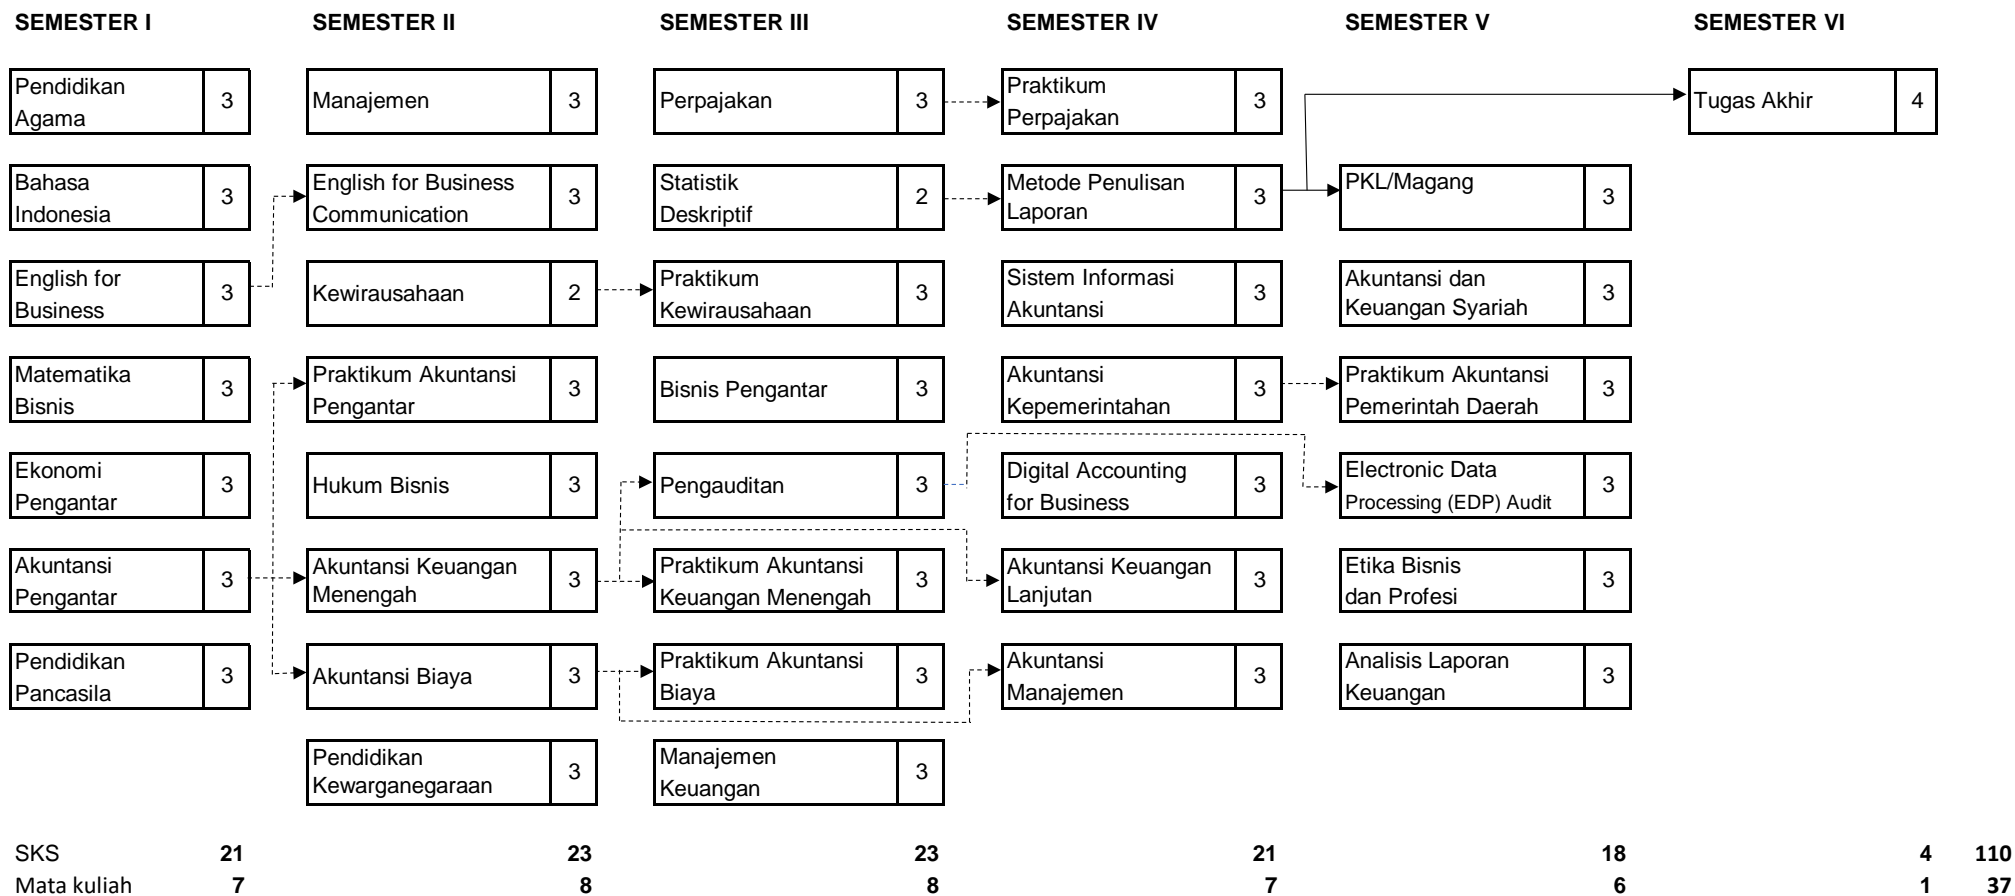 SEMESTER I SEMESTER II SEMESTER III SEMESTER IV SEMESTER V SEMESTER VI
Pendidikan
Agama 3
Manajemen 3
Perpajakan 3
Praktikum
Perpajakan 3
Tugas Akhir 4
Bahasa
Indonesia 3
English for Business
Communication 3
Statistik
Deskriptif 2
Metode Penulisan
Laporan 3
PKL/Magang 3
English for
Business 3
Kewirausahaan 2
Praktikum
Kewirausahaan 3
Sistem Informasi
Akuntansi 3
Akuntansi dan
Keuangan Syariah 3
Matematika
Bisnis 3
Praktikum Akuntansi
Pengantar 3
Bisnis Pengantar 3
Akuntansi
Kepemerintahan 3
Praktikum Akuntansi
Pemerintah Daerah 3
Ekonomi
Pengantar 3
Hukum Bisnis 3
Pengauditan 3
Digital Accounting
for Business 3
Electronic Data
Processing (EDP) Audit 3
Akuntansi
Pengantar 3
Akuntansi Keuangan
Menengah 3
Praktikum Akuntansi
Keuangan Menengah 3
Akuntansi Keuangan
Lanjutan 3
Etika Bisnis
dan Profesi 3
Pendidikan
Pancasila 3
Akuntansi Biaya 3
Praktikum Akuntansi
Biaya 3
Akuntansi
Manajemen 3
Analisis Laporan
Keuangan 3
Pendidikan
Kewarganegaraan 3
Manajemen
Keuangan 3
SKS 21 23 23 21 18 4 110
Mata kuliah 7 8 8 7 6 1 37